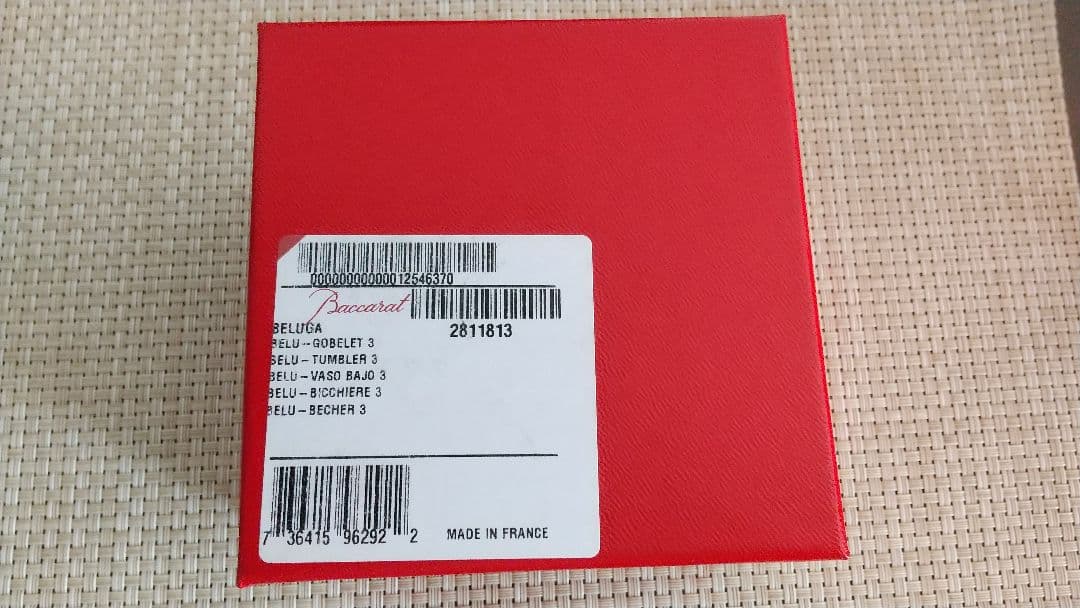 00000000000012546370
Baccarat
BELUGA 2811813
BELU-GOBELET 3
BELU-TUMBLER 3
BELU-VASO BAJO 3
BELU-BICCHIERE 3
BELU-BECHER 3
7 36415 96292 2 MADE IN FRANCE